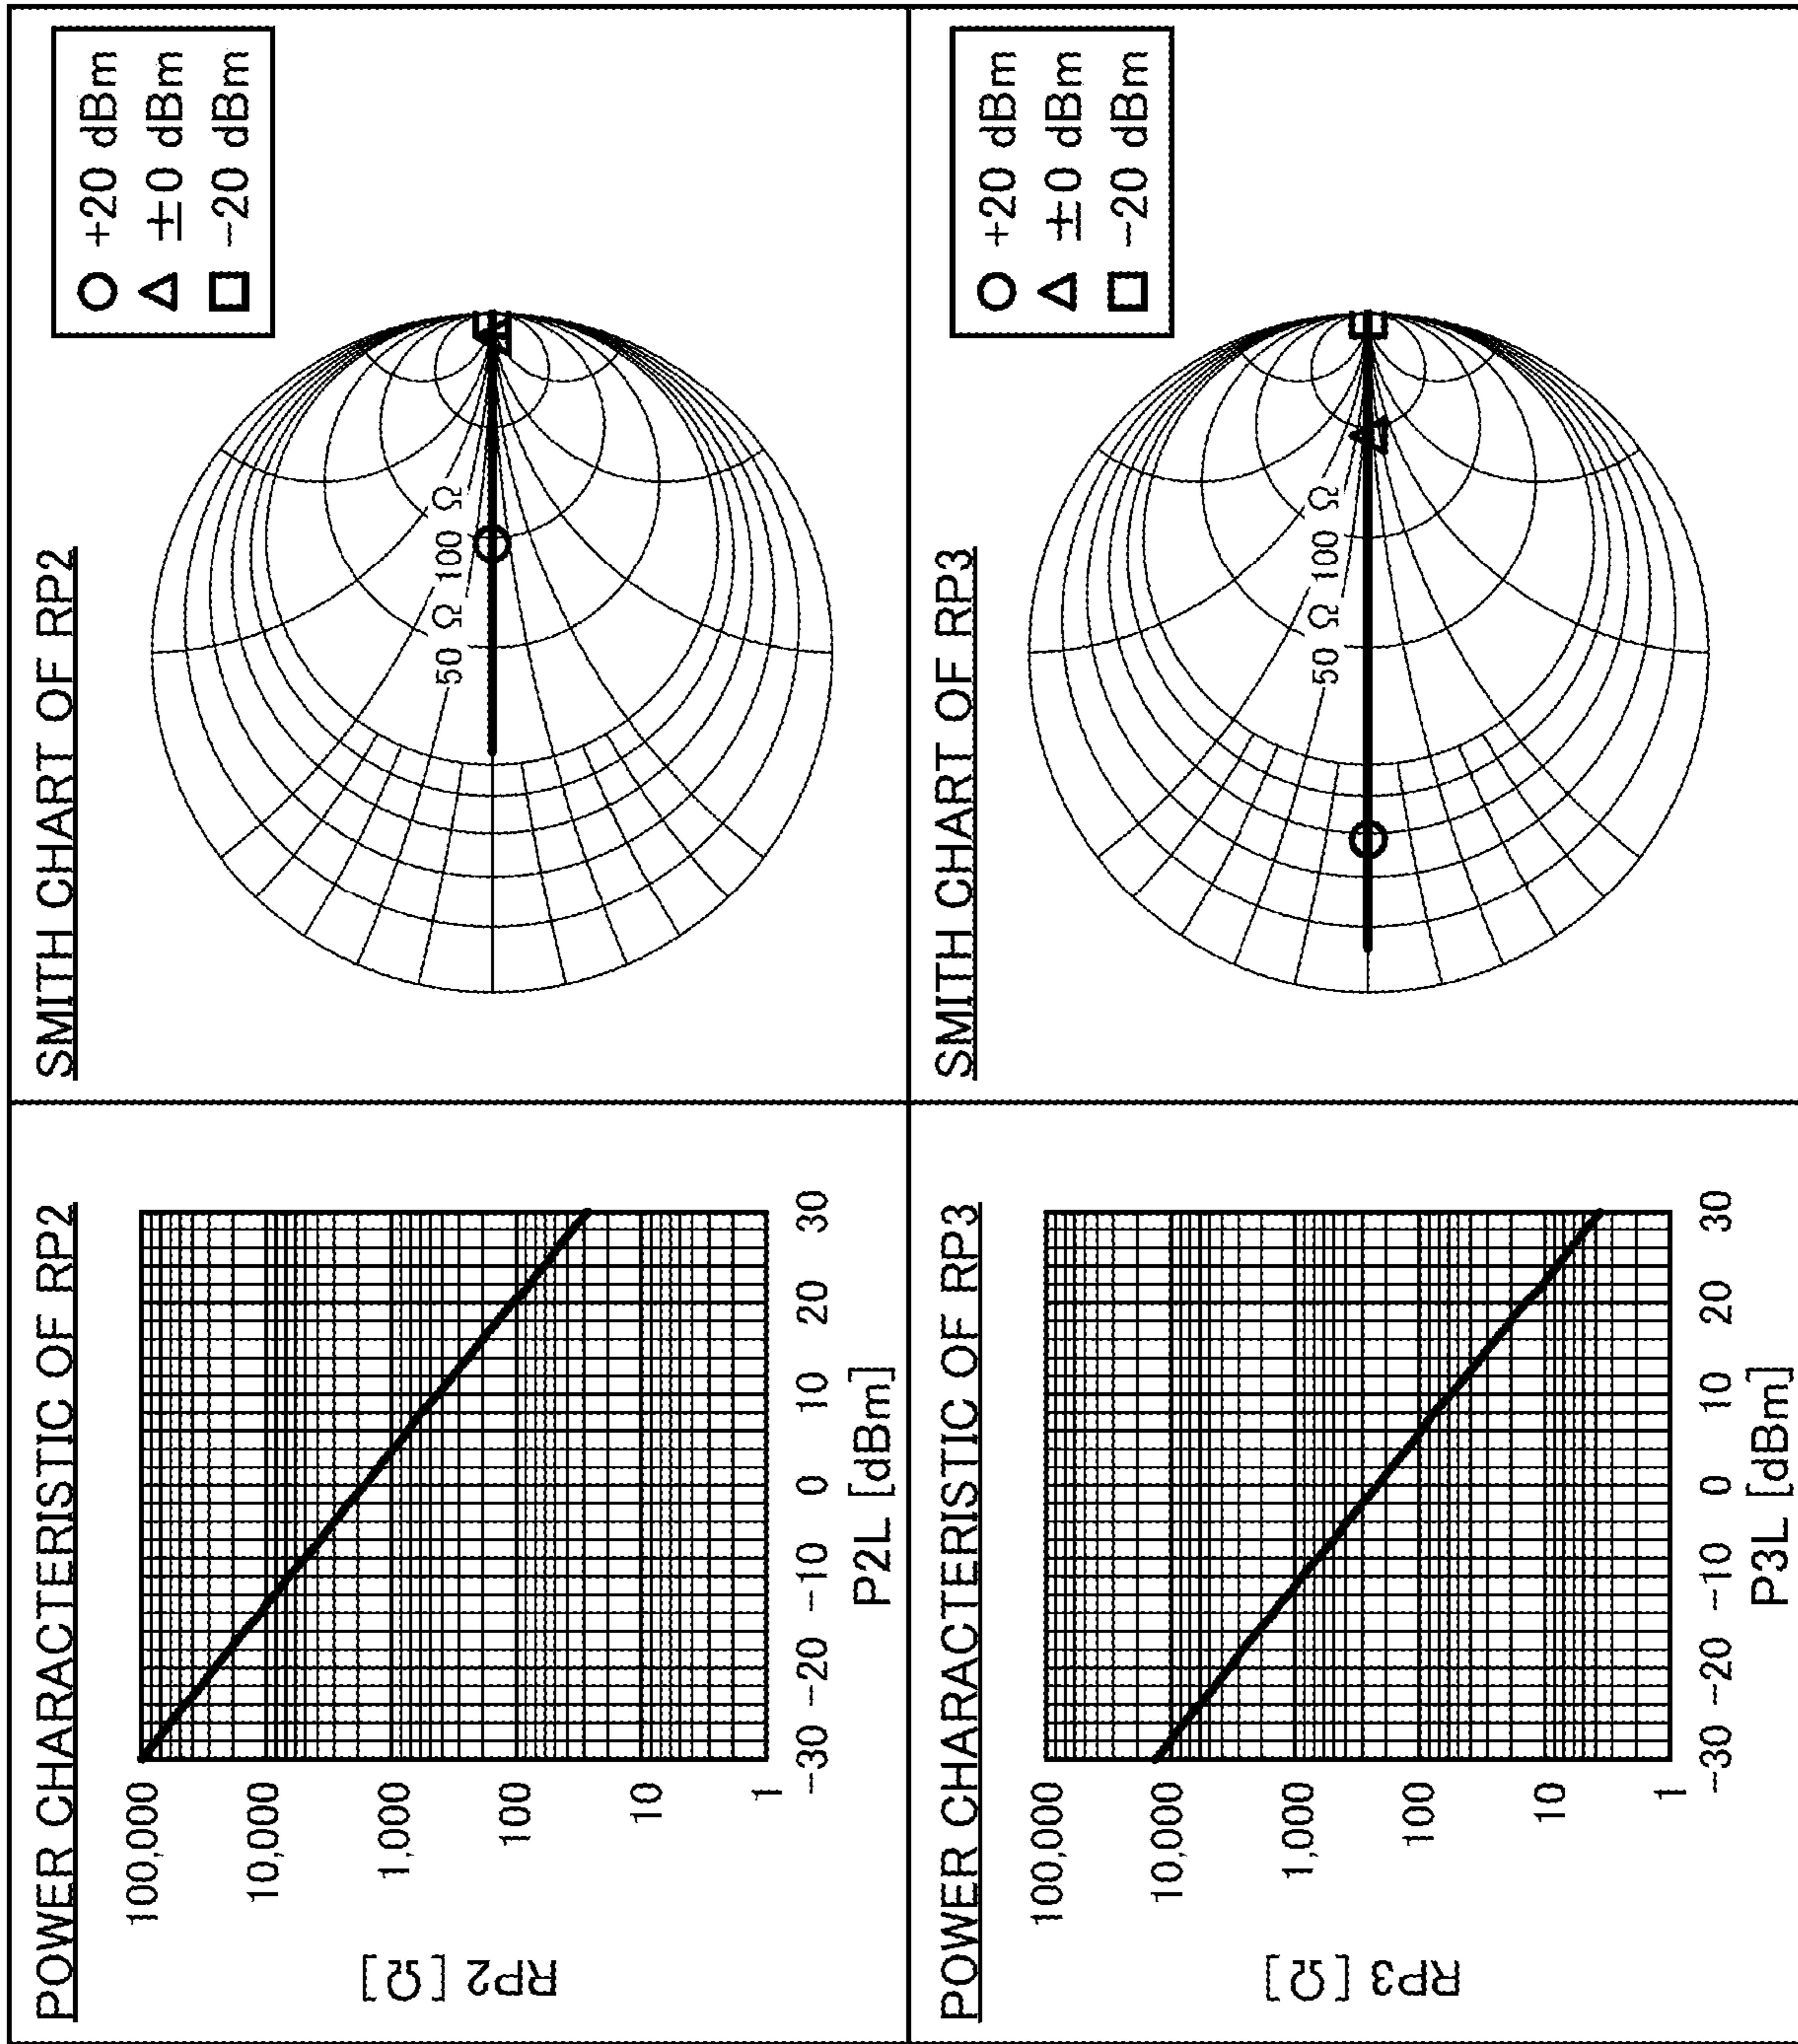 POWER CHARACTERISTIC OF RP2
RP2 [Ω]
100,000
10,000
1,000
100
10
1
-30 -20 -10 0 10 20 30
P2L [dBm]
SMITH CHART OF RP2
50 Ω 100 Ω
+20 dBm
±0 dBm
-20 dBm
POWER CHARACTERISTIC OF RP3
RP3 [Ω]
100,000
10,000
1,000
100
10
1
-30 -20 -10 0 10 20 30
P3L [dBm]
SMITH CHART OF RP3
50 Ω 100 Ω
+20 dBm
±0 dBm
-20 dBm